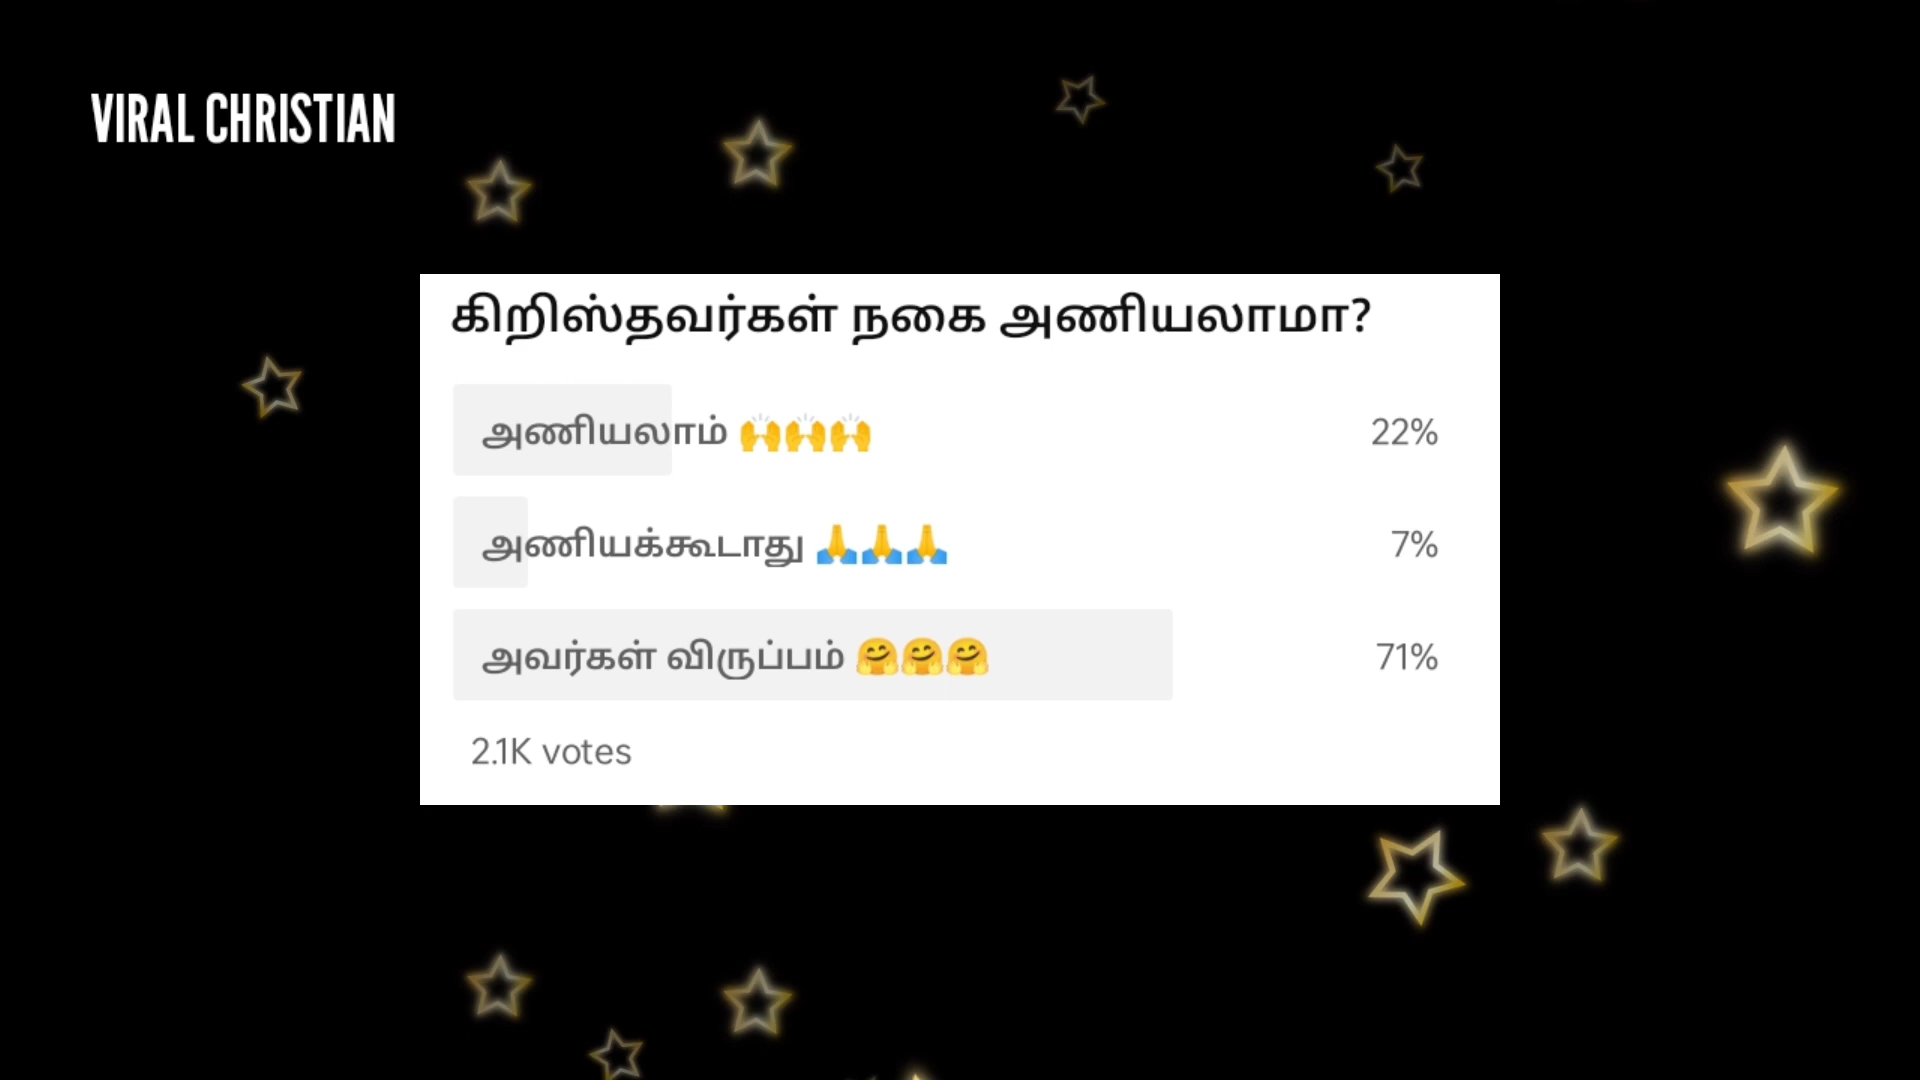 VIRAL CHRISTIAN
கிறிஸ்தவர்கள் நகை அணியலாமா?
அணியலாம் 🙌🙌🙌 22%
அணியக்கூடாது 🙏🙏🙏 7%
அவர்கள் விருப்பம் 🤗🤗🤗 71%
2.1K votes